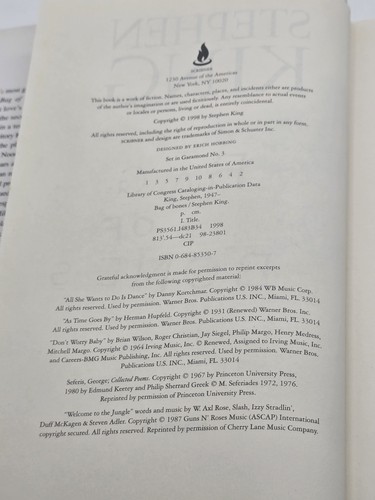 STEPHEN
KING
SCRIBNER
1230 Avenue of the Americas
New York, NY 10020
This book is a work of fiction. Names, characters, places, and incidents either are products
of the author's imagination or are used fictitiously. Any resemblance to actual events
or locales or persons, living or dead, is entirely coincidental.
Copyright © 1998 by Stephen King
All rights reserved, including the right of reproduction in whole or in part in any form.
SCRIBNER and design are trademarks of Simon & Schuster Inc.
DESIGNED BY ERICH HOBBING
Set in Garamond No. 3
Manufactured in the United States of America
1 3 5 7 9 10 8 6 4 2
Library of Congress Cataloging-in-Publication Data
King, Stephen, 1947–
Bag of bones / Stephen King.
p. cm.
I. Title.
PS3561.I483B34 1998
813'.54—dc21 98-23801
CIP
ISBN 0-684-85350-7
Grateful acknowledgment is made for permission to reprint excerpts
from the following copyrighted material:
"All She Wants to Do Is Dance" by Danny Kortchmar. Copyright © 1984 WB Music Corp.
All rights reserved. Used by permission. Warner Bros. Publications U.S. INC., Miami, FL 33014
"As Time Goes By" by Herman Hupfeld. Copyright © 1931 (Renewed) Warner Bros. Inc.
All rights reserved. Used by permission. Warner Bros. Publications U.S. INC., Miami, FL 33014
"Don't Worry Baby" by Brian Wilson, Roger Christian, Jay Siegel, Philip Margo, Henry Medress,
Mitchell Margo. Copyright © 1964 Irving Music, Inc. © Renewed, Assigned to Irving Music, Inc.
and Careers-BMG Music Publishing, Inc. All rights reserved. Used by permission. Warner Bros.
Publications U.S. INC., Miami, FL 33014
Seferis, George; Collected Poems. Copyright © 1967 by Princeton University Press,
1980 by Edmund Keeley and Philip Sherrard Greek © M. Seferiades 1972, 1976.
Reprinted by permission of Princeton University Press.
"Welcome to the Jungle" words and music by W. Axl Rose, Slash, Izzy Stradlin',
Duff McKagen & Steven Adler. Copyright © 1987 Guns N' Roses Music (ASCAP) International
copyright secured. All rights reserved. Reprinted by permission of Cherry Lane Music Company.